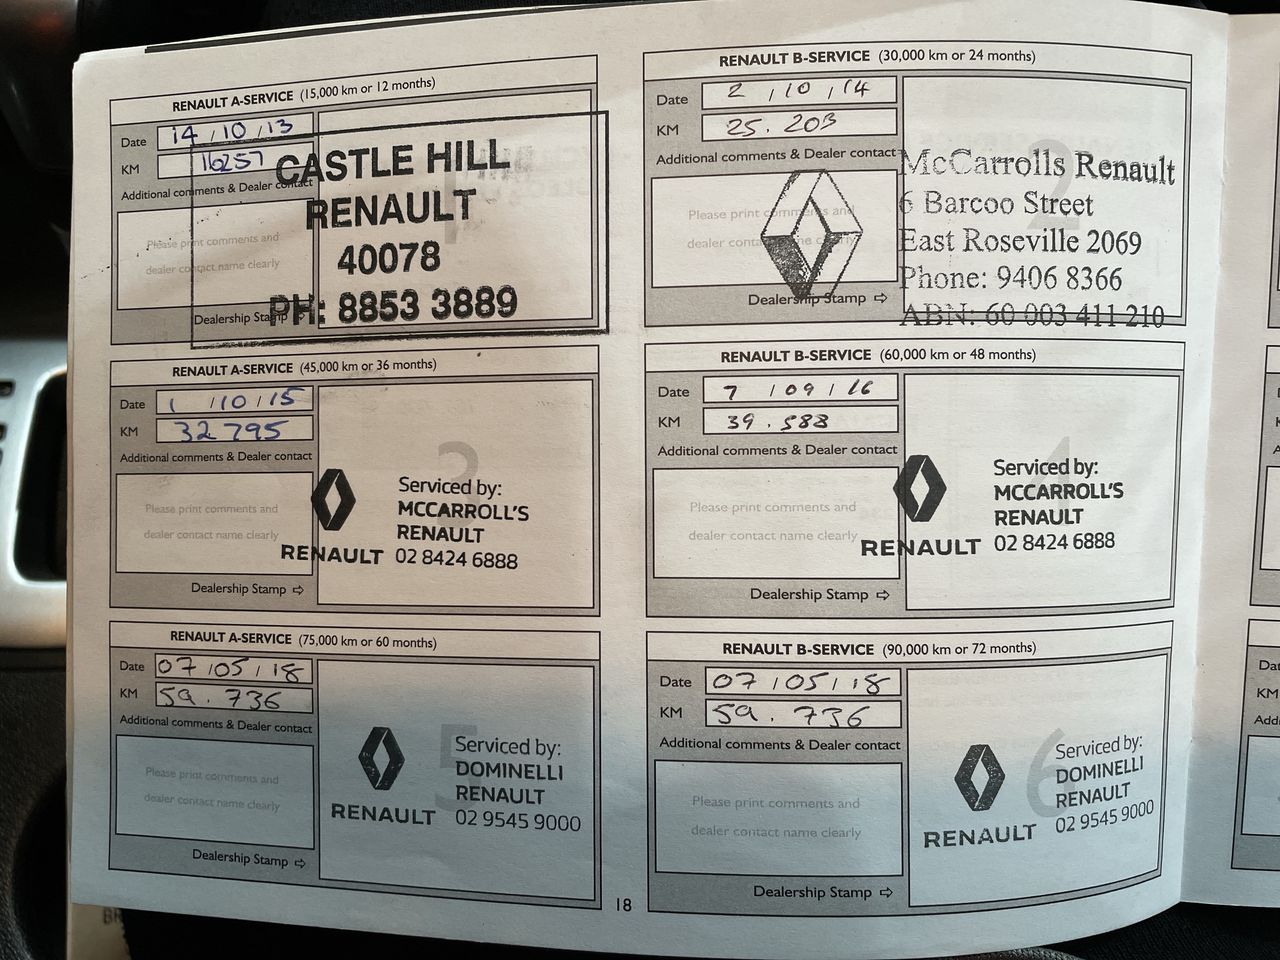 RENAULT A-SERVICE (15,000 km or 12 months)
Date 14 / 10 / 13
KM 16257
Additional comments & Dealer contact
Please print comments and
dealer contact name clearly
Dealership Stamp ⇨
CASTLE HILL
RENAULT
40078
PH: 8853 3889
RENAULT B-SERVICE (30,000 km or 24 months)
Date 2 / 10 / 14
KM 25.203
Additional comments & Dealer contact
Please print comments and
dealer contact name clearly
Dealership Stamp ⇨
2
McCarrolls Renault
6 Barcoo Street
East Roseville 2069
Phone: 9406 8366
ABN: 60 003 411 210
RENAULT A-SERVICE (45,000 km or 36 months)
Date 1 / 10 / 15
KM 32795
Additional comments & Dealer contact
Please print comments and
dealer contact name clearly
Dealership Stamp ⇨
3
RENAULT
Serviced by:
MCCARROLL'S
RENAULT
02 8424 6888
RENAULT B-SERVICE (60,000 km or 48 months)
Date 7 / 09 / 16
KM 39.588
Additional comments & Dealer contact
Please print comments and
dealer contact name clearly
Dealership Stamp ⇨
4
RENAULT
Serviced by:
MCCARROLL'S
RENAULT
02 8424 6888
RENAULT A-SERVICE (75,000 km or 60 months)
Date 07 / 05 / 18
KM 59.736
Additional comments & Dealer contact
Please print comments and
dealer contact name clearly
Dealership Stamp ⇨
5
RENAULT
Serviced by:
DOMINELLI
RENAULT
02 9545 9000
RENAULT B-SERVICE (90,000 km or 72 months)
Date 07 / 05 / 18
KM 59.736
Additional comments & Dealer contact
Please print comments and
dealer contact name clearly
Dealership Stamp ⇨
6
RENAULT
Serviced by:
DOMINELLI
RENAULT
02 9545 9000
18